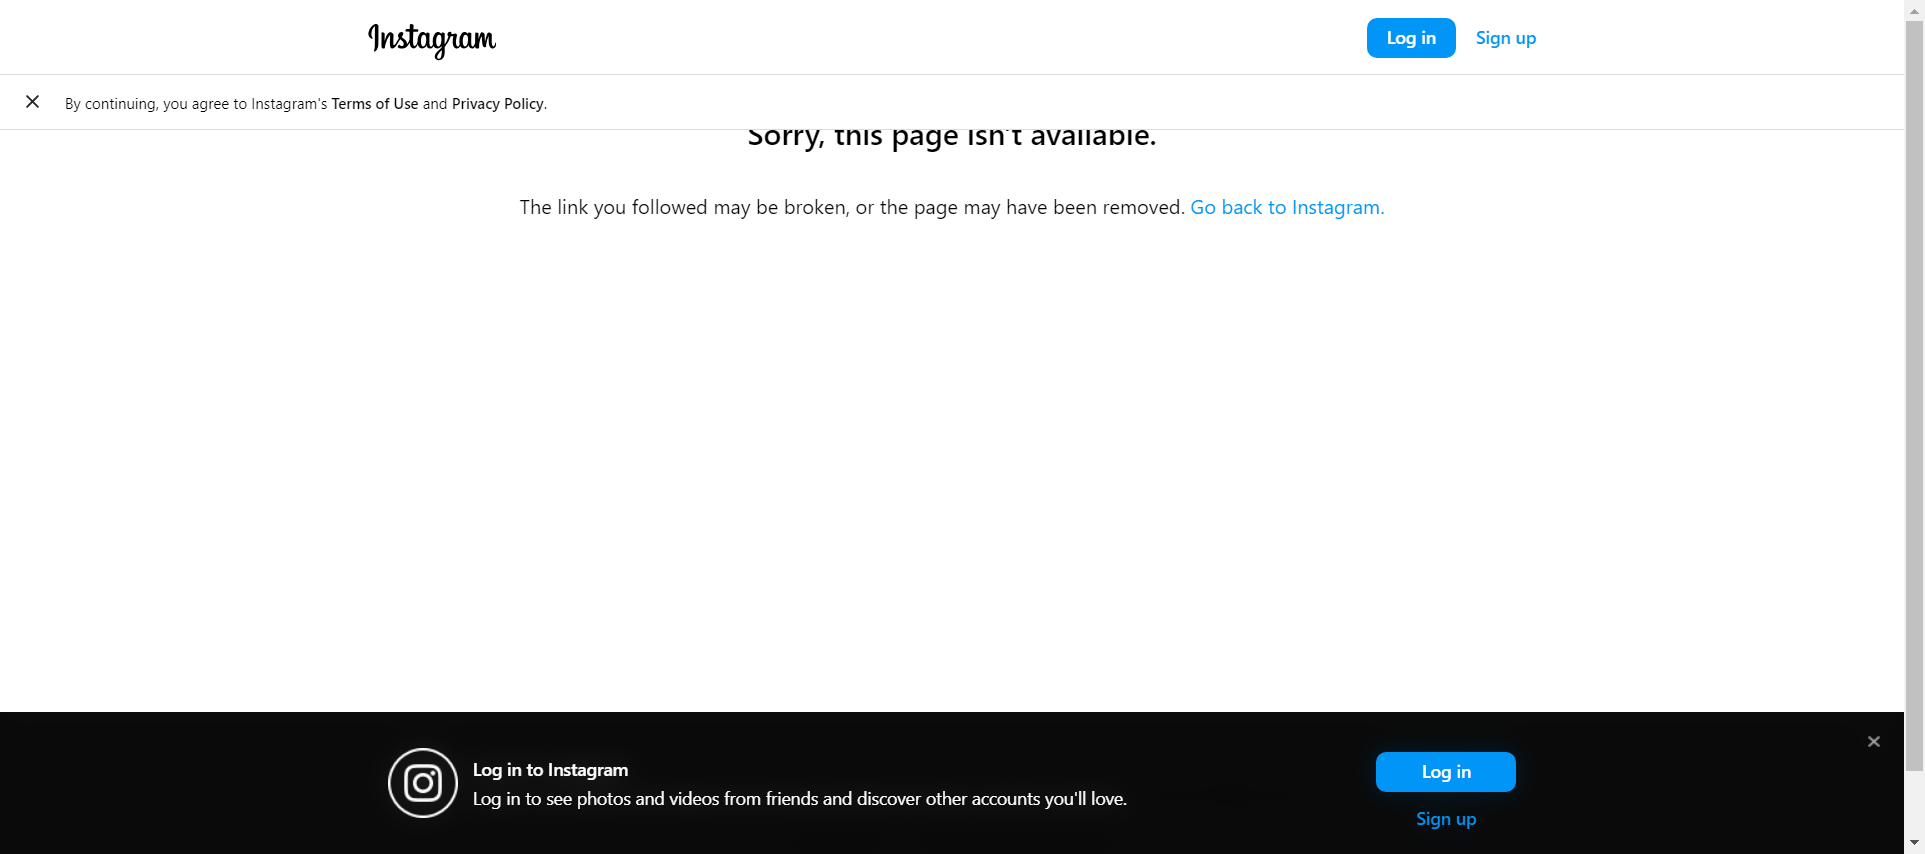 Instagram
Log in
Sign up
By continuing, you agree to Instagram's Terms of Use and Privacy Policy.
Sorry, this page isn't available.
The link you followed may be broken, or the page may have been removed. Go back to Instagram.
Log in to Instagram
Log in to see photos and videos from friends and discover other accounts you'll love.
Log in
Sign up